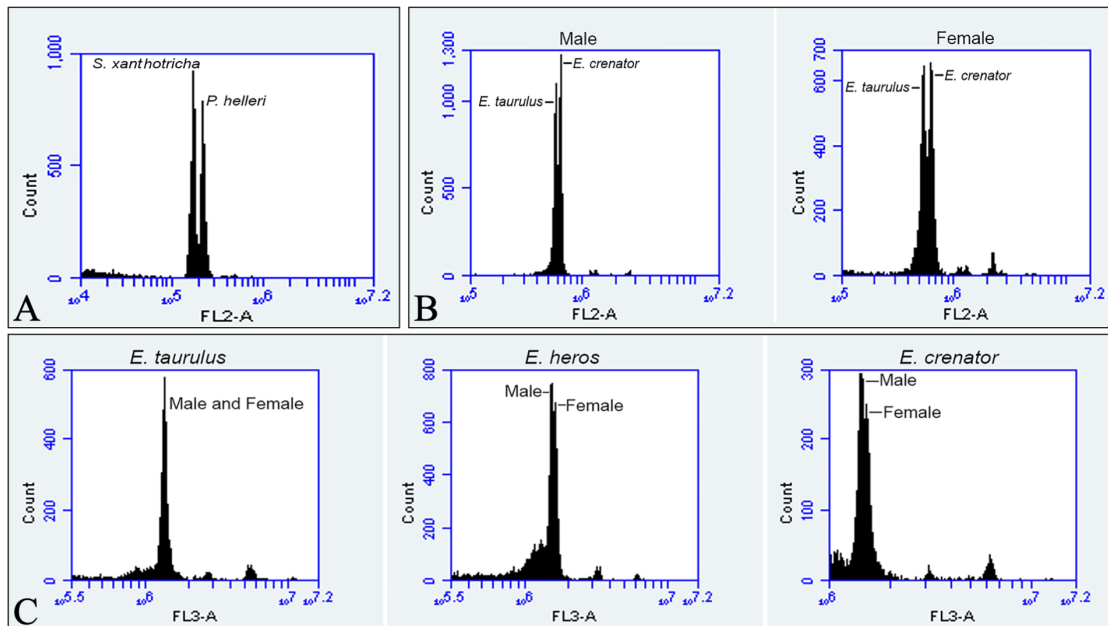 A
1,000
500
0
Count
S. xanthotricha
P. helleri
10^4
10^5
10^6
10^7.2
FL2-A
B
Male
1,300
1,000
500
0
Count
E. crenator
E. taurulus
10^5
10^6
10^7.2
FL2-A
Female
700
600
400
200
0
Count
E. crenator
E. taurulus
10^5
10^6
10^7.2
FL2-A
C
E. taurulus
600
400
200
0
Count
Male and Female
10^5.5
10^6
10^7
10^7.2
FL3-A
E. heros
800
600
400
200
0
Count
Male
Female
10^5.5
10^6
10^7
10^7.2
FL3-A
E. crenator
300
200
100
0
Count
Male
Female
10^6
10^7
10^7.2
FL3-A